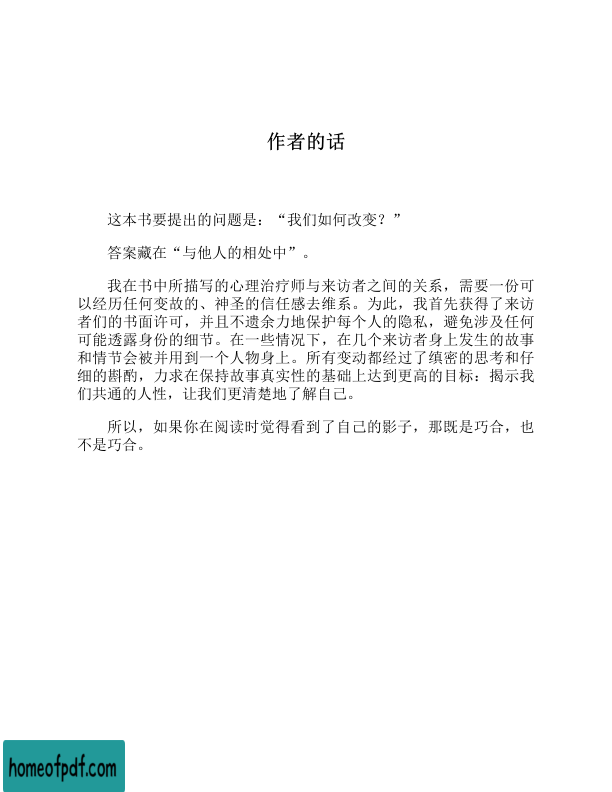 作者的话
这本书要提出的问题是：“我们如何改变？”
答案藏在“与他人的相处中”。
我在书中所描写的心理治疗师与来访者之间的关系，需要一份可
以经历任何变故的、神圣的信任感去维系。为此，我首先获得了来访
者们的书面许可，并且不遗余力地保护每个人的隐私，避免涉及任何
可能透露身份的细节。在一些情况下，在几个来访者身上发生的故事
和情节会被并用到一个人物身上。所有变动都经过了缜密的思考和仔
细的斟酌，力求在保持故事真实性的基础上达到更高的目标：揭示我
们共通的人性，让我们更清楚地了解自己。
所以，如果你在阅读时觉得看到了自己的影子，那既是巧合，也
不是巧合。
homeofpdf.com